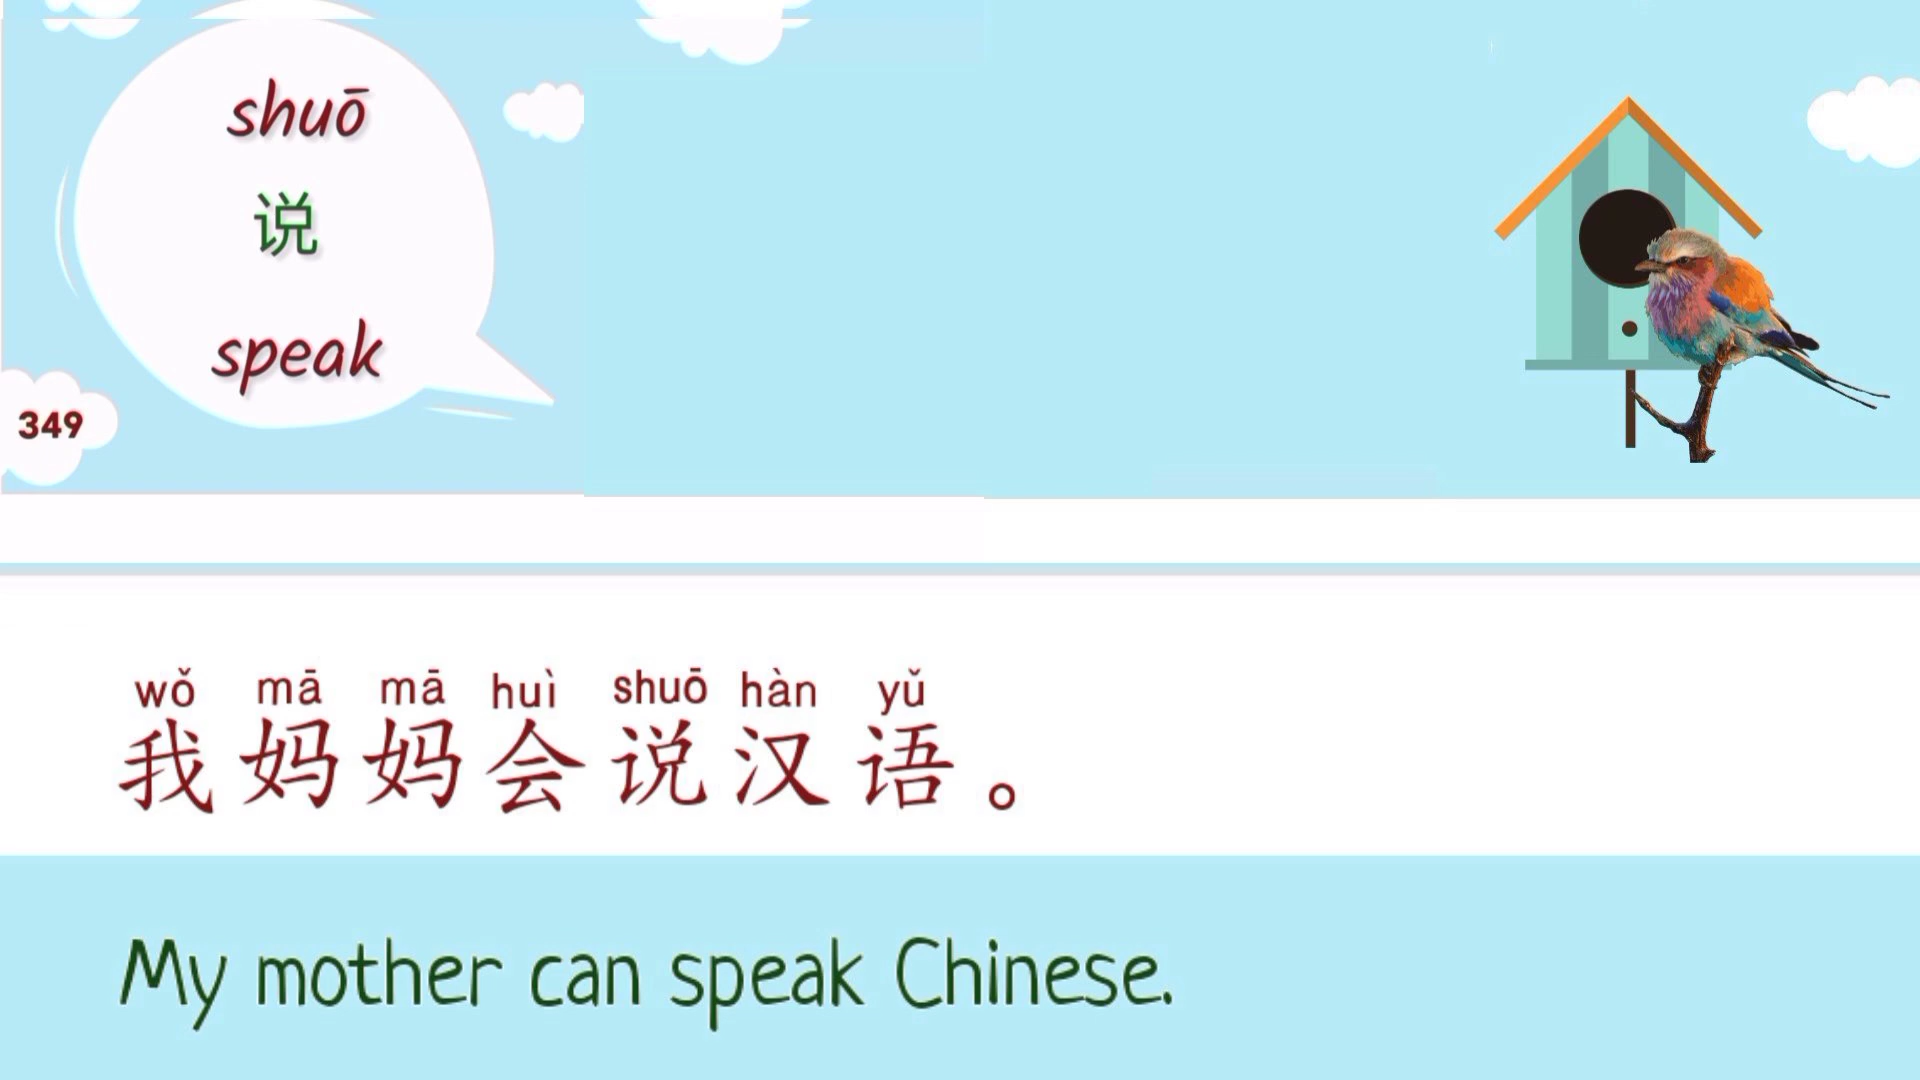 shuō
说
speak
349
wǒ mā mā huì shuō hàn yǔ
我妈妈会说汉语。
My mother can speak Chinese.